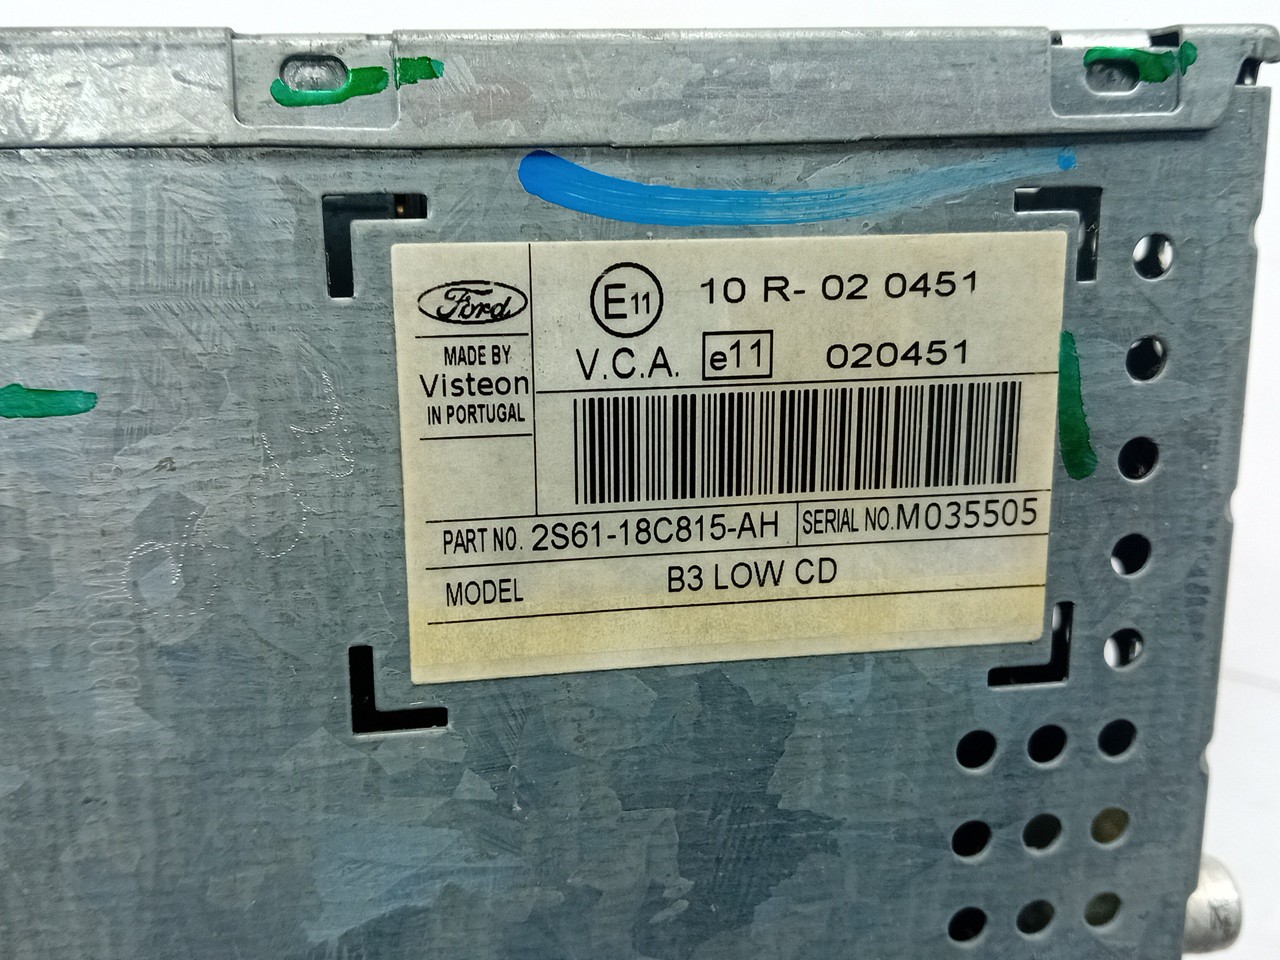 Ford
MADE BY
Visteon
IN PORTUGAL
E11 10 R- 02 0451
V.C.A. e11 020451
PART NO. 2S61-18C815-AH SERIAL NO. M035505
MODEL B3 LOW CD